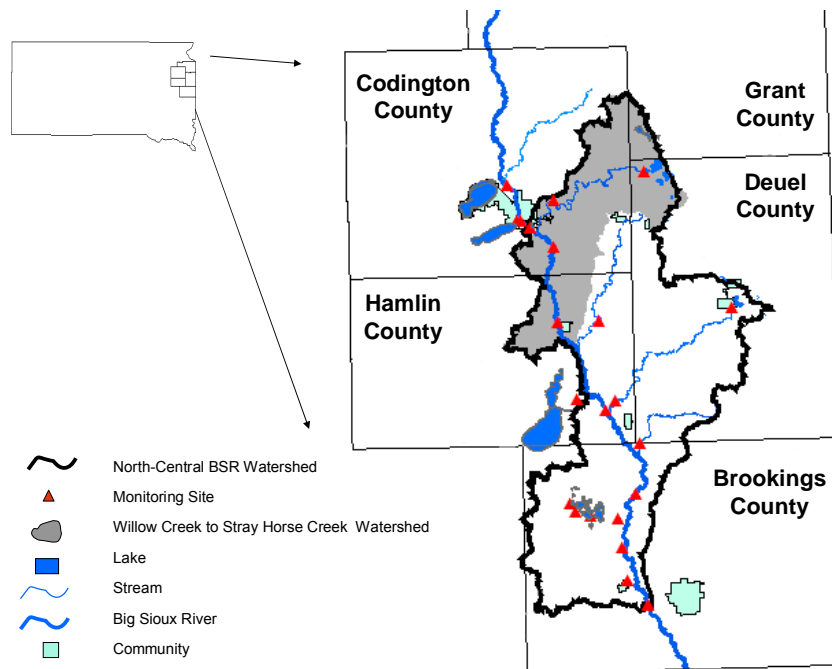 Codington
County
Grant
County
Deuel
County
Hamlin
County
Brookings
County
North-Central BSR Watershed
Monitoring Site
Willow Creek to Stray Horse Creek Watershed
Lake
Stream
Big Sioux River
Community